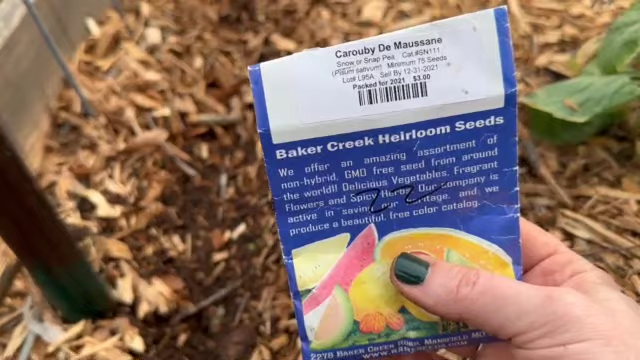 Carouby De Maussane
Snow or Snap Pea Cat.#SN111
(Pisum sativum) Minimum 75 Seeds
Lot# L95A Sell By 12-31-2021
Packed for 2021 $3.00
Baker Creek Heirloom Seeds
We offer an amazing assortment of
non-hybrid, GMO free seed from around
the world! Delicious Vegetables, Fragrant
Flowers and Spicy Herbs. Our company is
active in saving our heritage, and we
produce a beautiful, free color catalog.
2278 Baker Creek Road, Mansfield MO